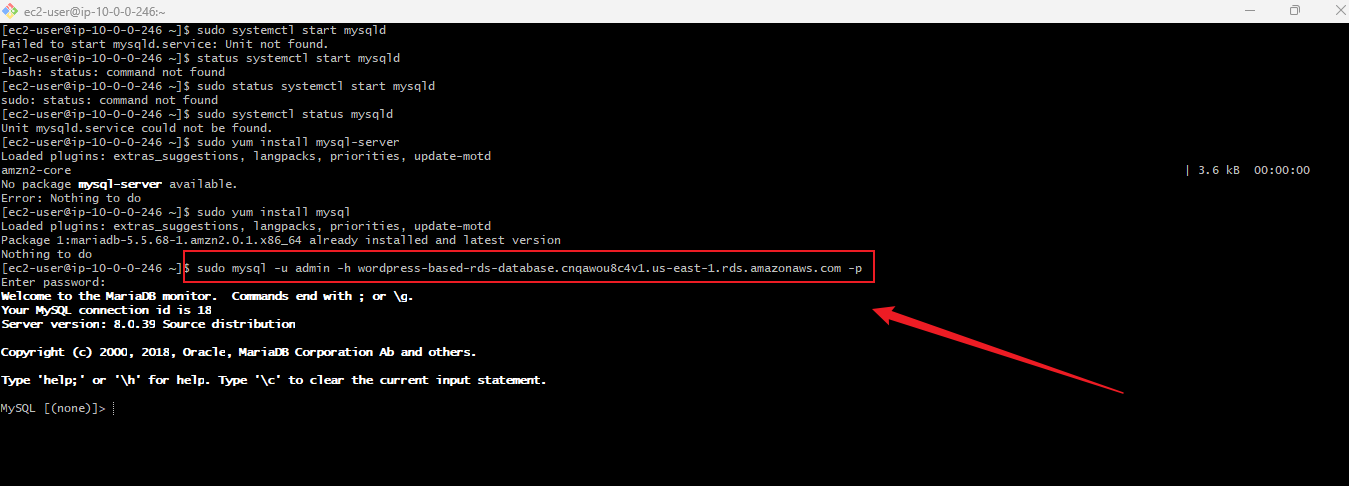 ec2-user@ip-10-0-0-246:~
[ec2-user@ip-10-0-0-246 ~]$ sudo systemctl start mysqld
Failed to start mysqld.service: Unit not found.
[ec2-user@ip-10-0-0-246 ~]$ status systemctl start mysqld
-bash: status: command not found
[ec2-user@ip-10-0-0-246 ~]$ sudo status systemctl start mysqld
sudo: status: command not found
[ec2-user@ip-10-0-0-246 ~]$ sudo systemctl status mysqld
Unit mysqld.service could not be found.
[ec2-user@ip-10-0-0-246 ~]$ sudo yum install mysql-server
Loaded plugins: extras_suggestions, langpacks, priorities, update-motd
amzn2-core | 3.6 kB 00:00:00
No package mysql-server available.
Error: Nothing to do
[ec2-user@ip-10-0-0-246 ~]$ sudo yum install mysql
Loaded plugins: extras_suggestions, langpacks, priorities, update-motd
Package 1:mariadb-5.5.68-1.amzn2.0.1.x86_64 already installed and latest version
Nothing to do
[ec2-user@ip-10-0-0-246 ~]$ sudo mysql -u admin -h wordpress-based-rds-database.cnqawou8c4v1.us-east-1.rds.amazonaws.com -p
Enter password:
Welcome to the MariaDB monitor.  Commands end with ; or \g.
Your MySQL connection id is 18
Server version: 8.0.39 Source distribution
Copyright (c) 2000, 2018, Oracle, MariaDB Corporation Ab and others.
Type 'help;' or '\h' for help. Type '\c' to clear the current input statement.
MySQL [(none)]>